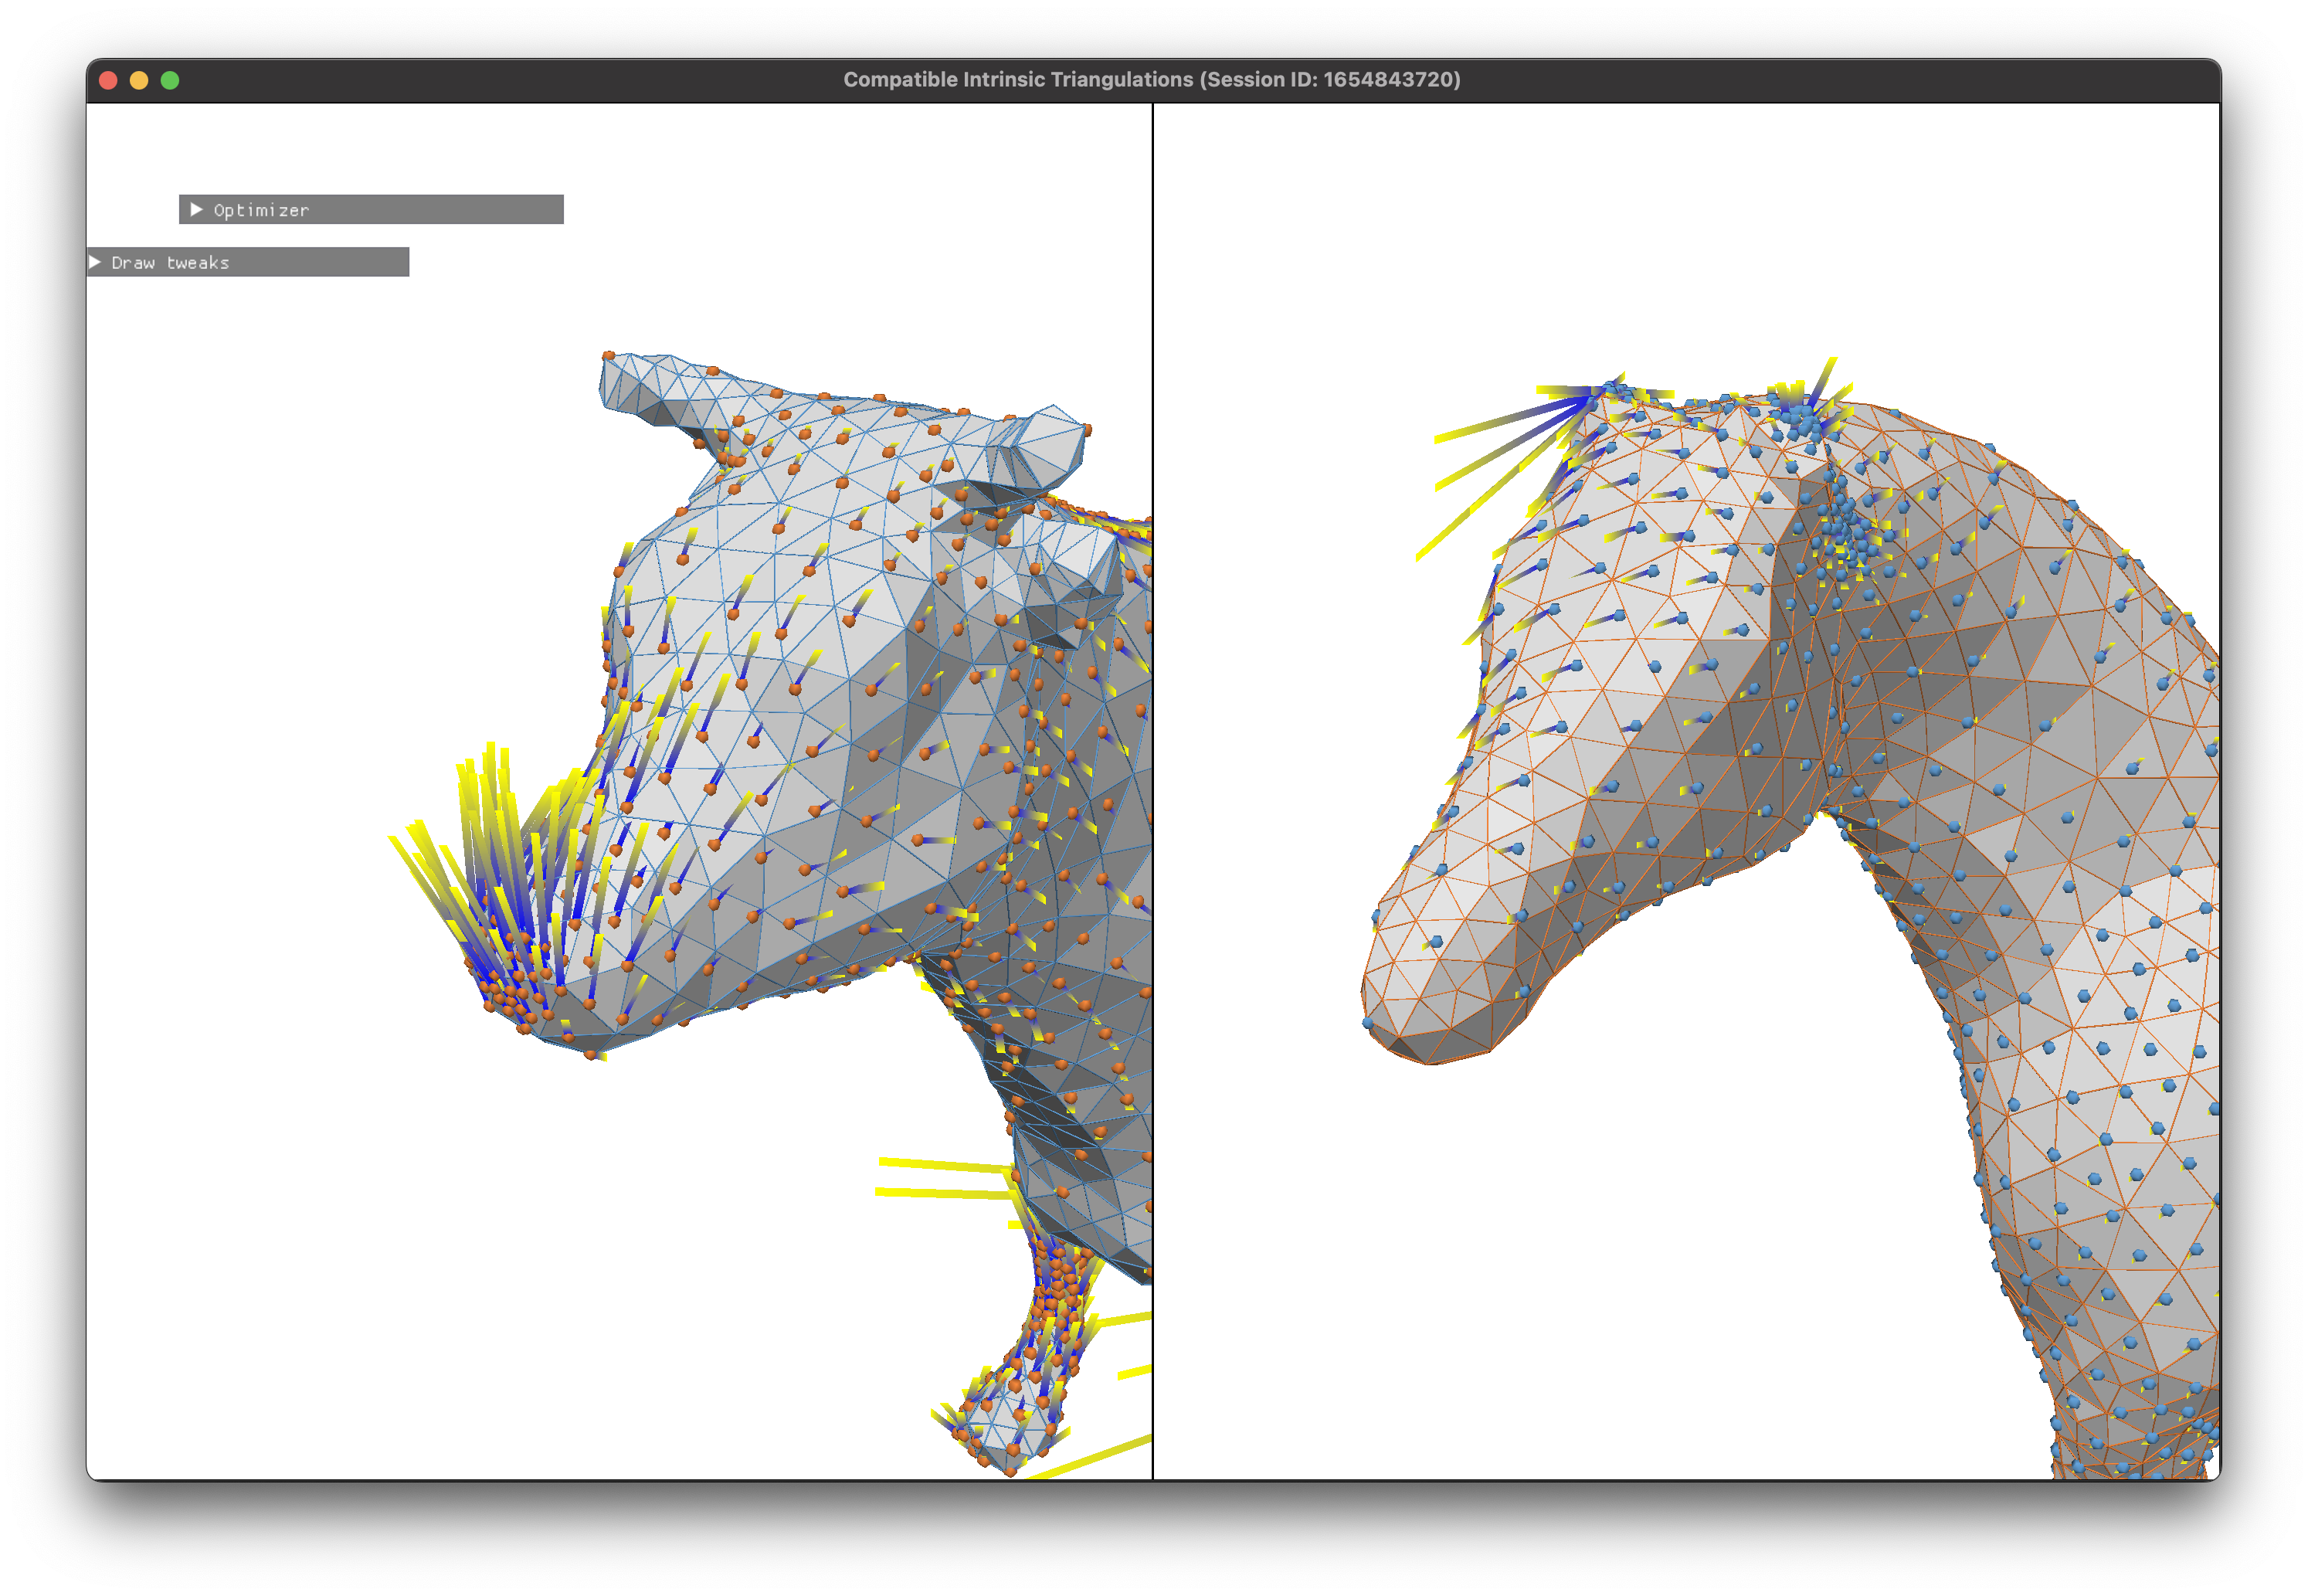 Compatible Intrinsic Triangulations (Session ID: 1654843720)
Optimizer
Draw tweaks